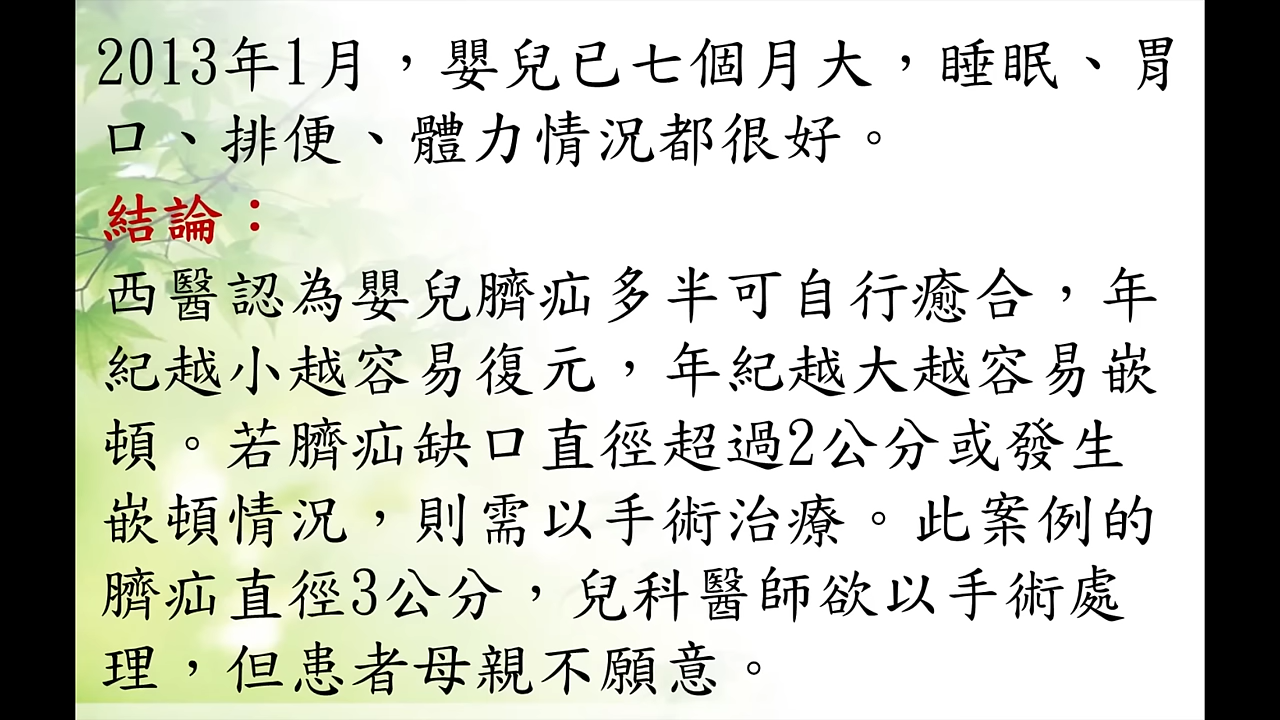 2013年1月，嬰兒已七個月大，睡眠、胃
口、排便、體力情況都很好。
結論：
西醫認為嬰兒臍疝多半可自行癒合，年
紀越小越容易復元，年紀越大越容易嵌
頓。若臍疝缺口直徑超過2公分或發生
嵌頓情況，則需以手術治療。此案例的
臍疝直徑3公分，兒科醫師欲以手術處
理，但患者母親不願意。